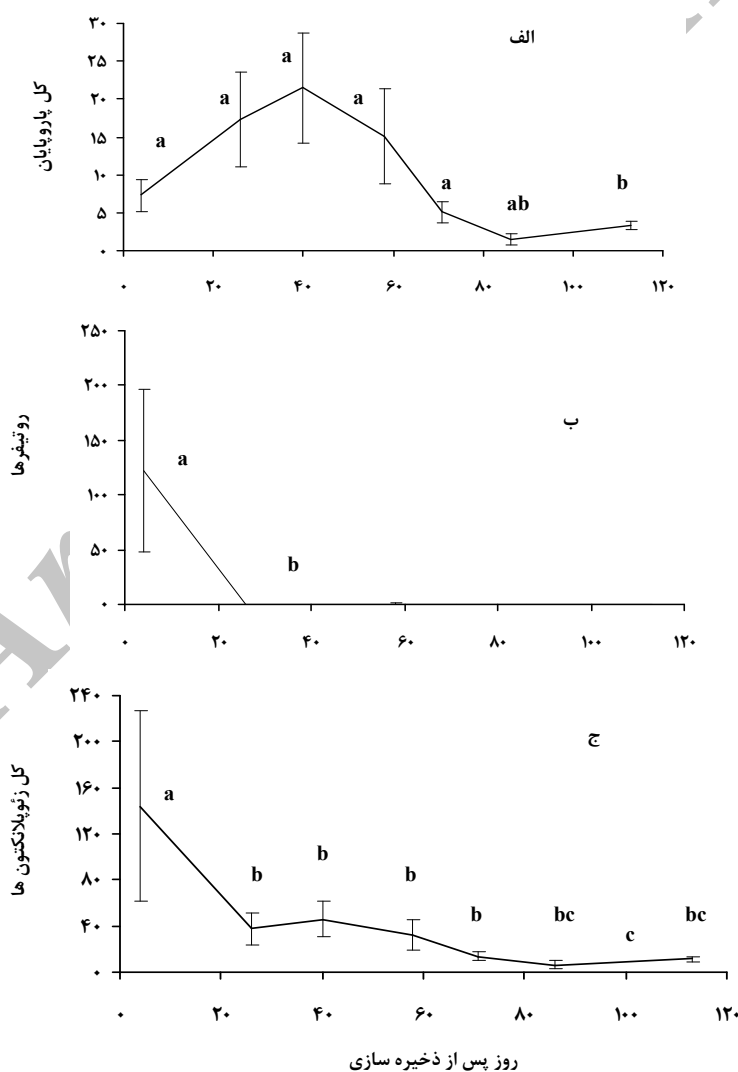 الف
کل پاروپایان
۳۰
۲۵
۲۰
۱۵
۱۰
۵
۰
a a a a a ab b
۰ ۲۰ ۴۰ ۶۰ ۸۰ ۱۰۰ ۱۲۰
ب
روتیفرها
۲۵۰
۲۰۰
۱۵۰
۱۰۰
۵۰
۰
a b
۰ ۲۰ ۴۰ ۶۰ ۸۰ ۱۰۰ ۱۲۰
ج
کل زئوپلانکتون ها
۲۴۰
۲۰۰
۱۶۰
۱۲۰
۸۰
۴۰
۰
a b b b b bc c bc
۰ ۲۰ ۴۰ ۶۰ ۸۰ ۱۰۰ ۱۲۰
روز پس از ذخیره سازی